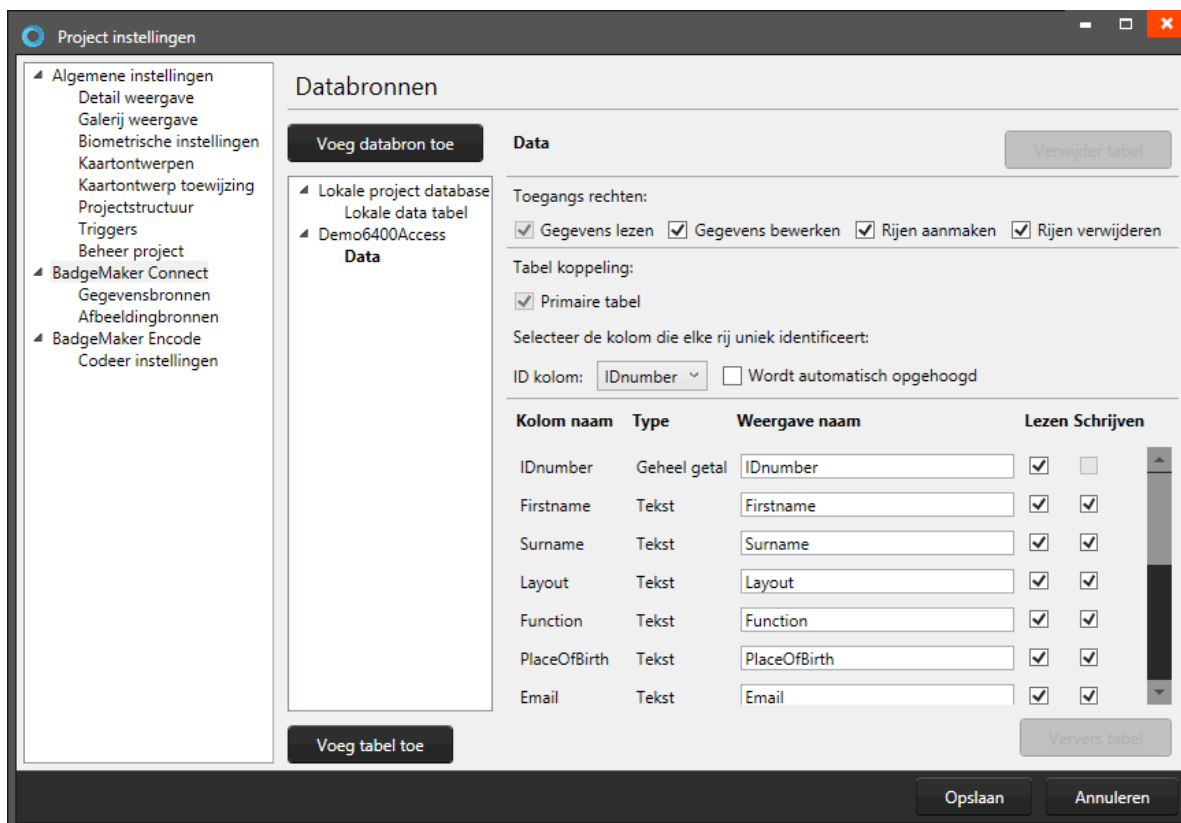 Project instellingen
Algemene instellingen
Detail weergave
Galerij weergave
Biometrische instellingen
Kaartontwerpen
Kaartontwerp toewijzing
Projectstructuur
Triggers
Beheer project
BadgeMaker Connect
Gegevensbronnen
Afbeeldingbronnen
BadgeMaker Encode
Codeer instellingen
Databronnen
Voeg databron toe
Lokale project database
Lokale data tabel
Demo6400Access
Data
Voeg tabel toe
Data Verwijder tabel
Toegangs rechten:
Gegevens lezen Gegevens bewerken Rijen aanmaken Rijen verwijderen
Tabel koppeling:
Primaire tabel
Selecteer de kolom die elke rij uniek identificeert:
ID kolom: IDnumber Wordt automatisch opgehoogd
Kolom naam Type Weergave naam Lezen Schrijven
IDnumber Geheel getal IDnumber
Firstname Tekst Firstname
Surname Tekst Surname
Layout Tekst Layout
Function Tekst Function
PlaceOfBirth Tekst PlaceOfBirth
Email Tekst Email
Ververs tabel
Opslaan Annuleren